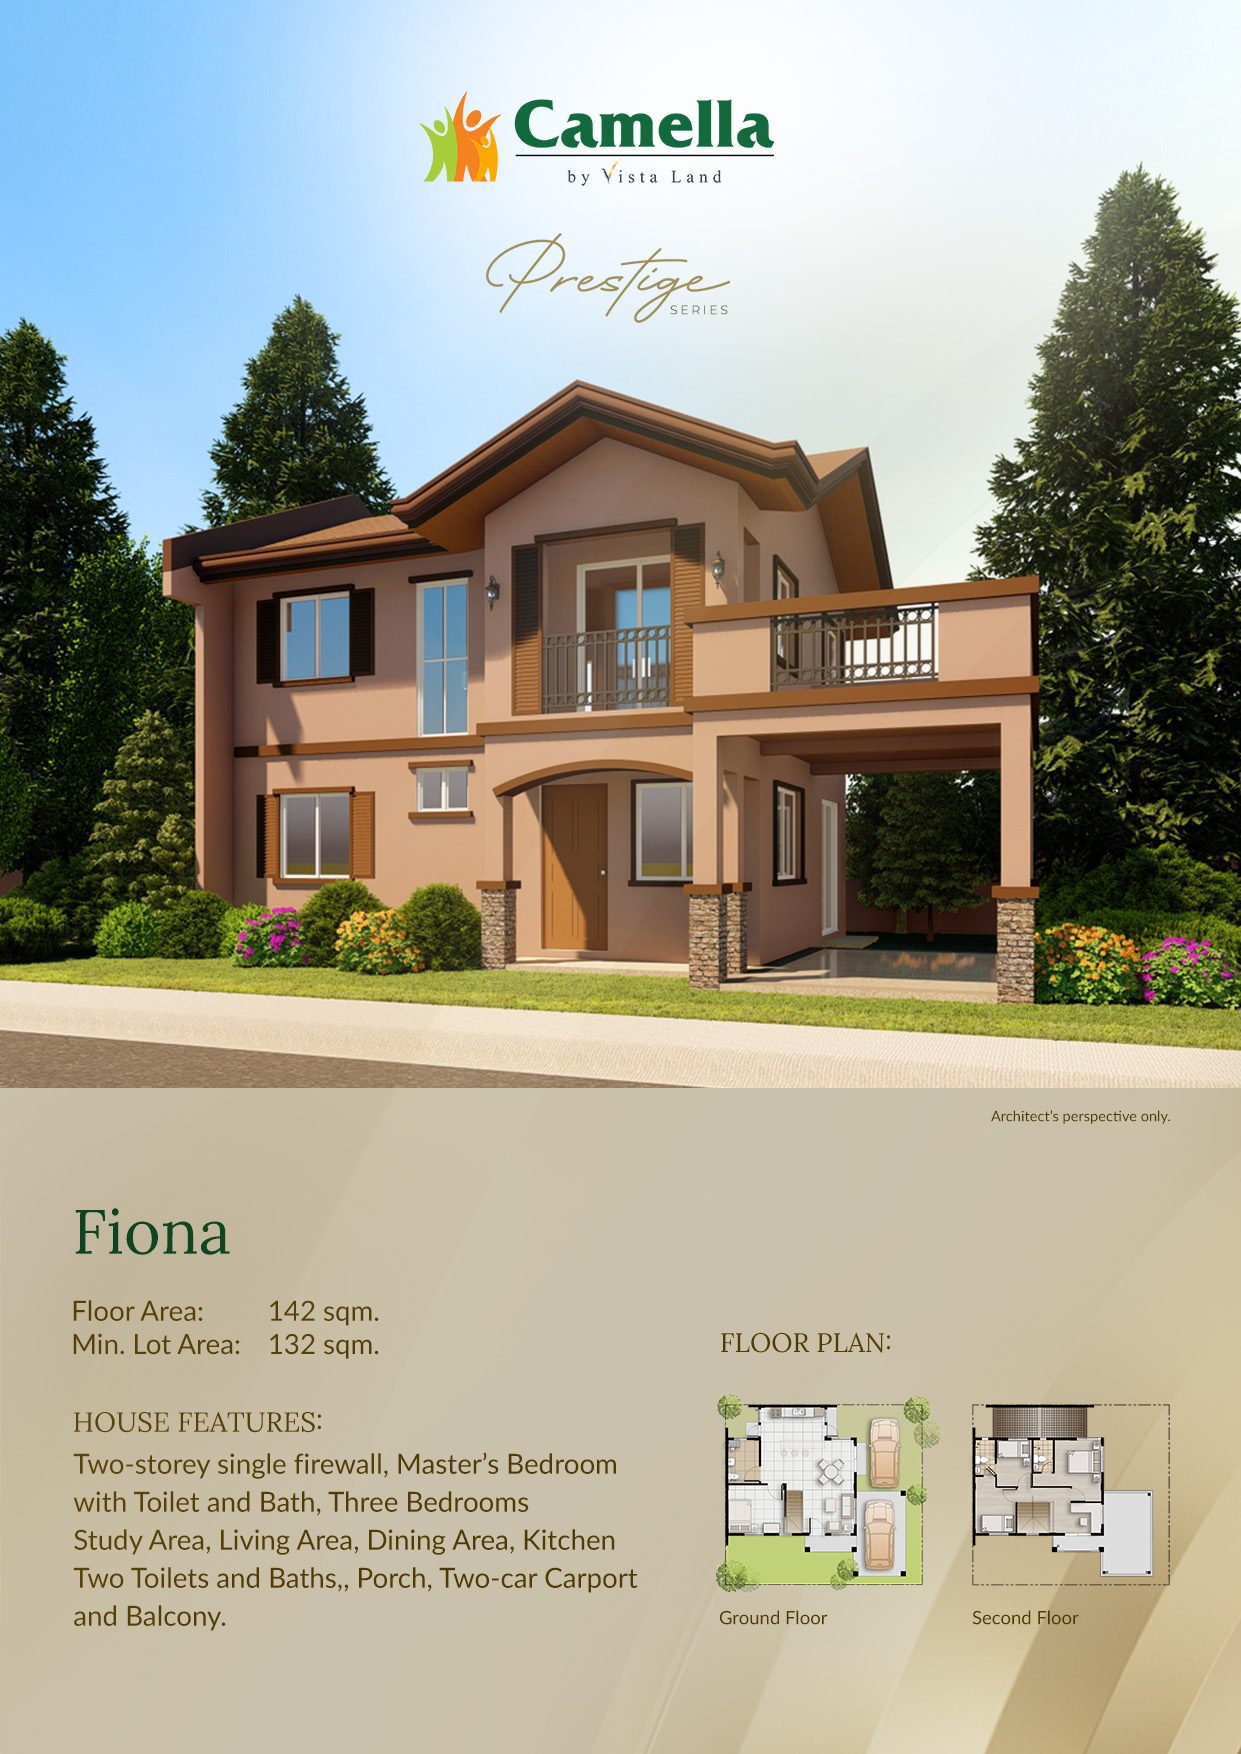 Camella
by Vista Land
Prestige
SERIES
Architect's perspective only.
Fiona
Floor Area: 142 sqm.
Min. Lot Area: 132 sqm.
FLOOR PLAN:
HOUSE FEATURES:
Two-storey single firewall, Master's Bedroom
with Toilet and Bath, Three Bedrooms
Study Area, Living Area, Dining Area, Kitchen
Two Toilets and Baths,, Porch, Two-car Carport
and Balcony.
Ground Floor
Second Floor